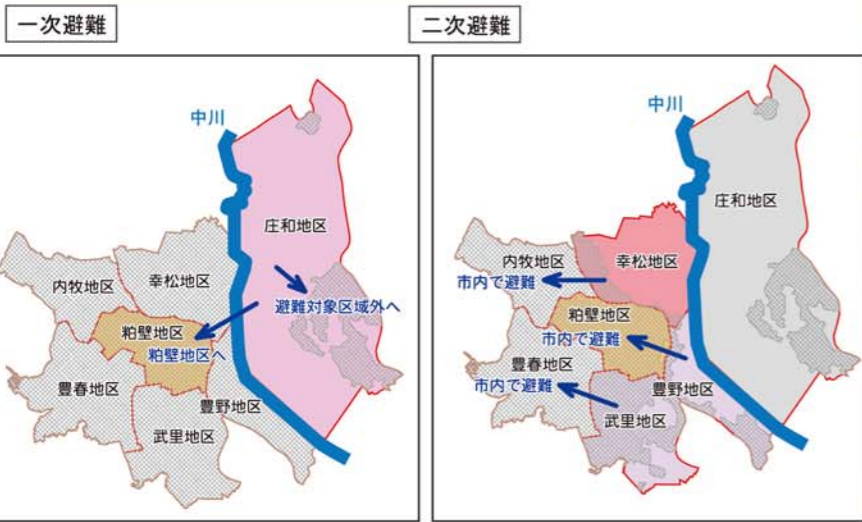 一次避難
中川
庄和地区
内牧地区
幸松地区
避難対象区域外へ
粕壁地区
粕壁地区へ
豊春地区
豊野地区
武里地区
二次避難
中川
庄和地区
内牧地区
幸松地区
市内で避難
粕壁地区
市内で避難
豊春地区
豊野地区
市内で避難
武里地区